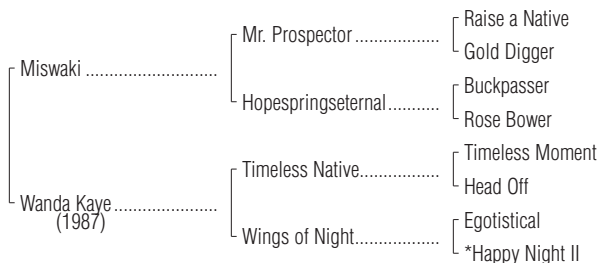 Raise a Native
Mr. Prospector ..................
Gold Digger
Miswaki ............................
Buckpasser
Hopespringseternal...........
Rose Bower
Timeless Moment
Timeless Native.................
Head Off
Wanda Kaye ......................
(1987)
Egotistical
Wings of Night..................
*Happy Night II